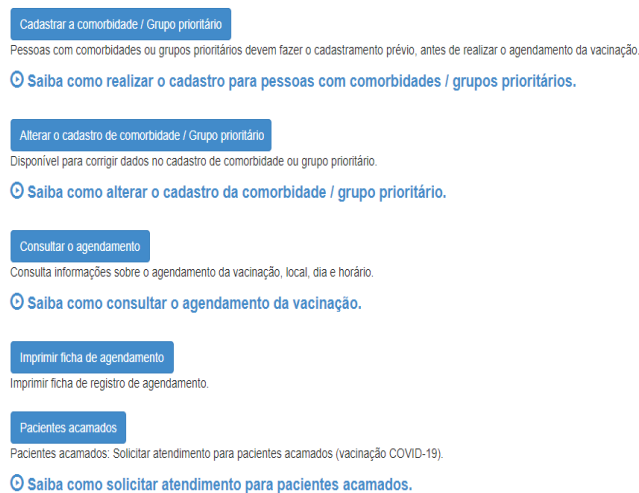 Cadastrar a comorbidade / Grupo prioritário
Pessoas com comorbidades ou grupos prioritários devem fazer o cadastramento prévio, antes de realizar o agendamento da vacinação.
Saiba como realizar o cadastro para pessoas com comorbidades / grupos prioritários.
Alterar o cadastro de comorbidade / Grupo prioritário
Disponível para corrigir dados no cadastro de comorbidade ou grupo prioritário.
Saiba como alterar o cadastro da comorbidade / grupo prioritário.
Consultar o agendamento
Consulta informações sobre o agendamento da vacinação, local, dia e horário.
Saiba como consultar o agendamento da vacinação.
Imprimir ficha de agendamento
Imprimir ficha de registro de agendamento.
Pacientes acamados
Pacientes acamados: Solicitar atendimento para pacientes acamados (vacinação COVID-19).
Saiba como solicitar atendimento para pacientes acamados.